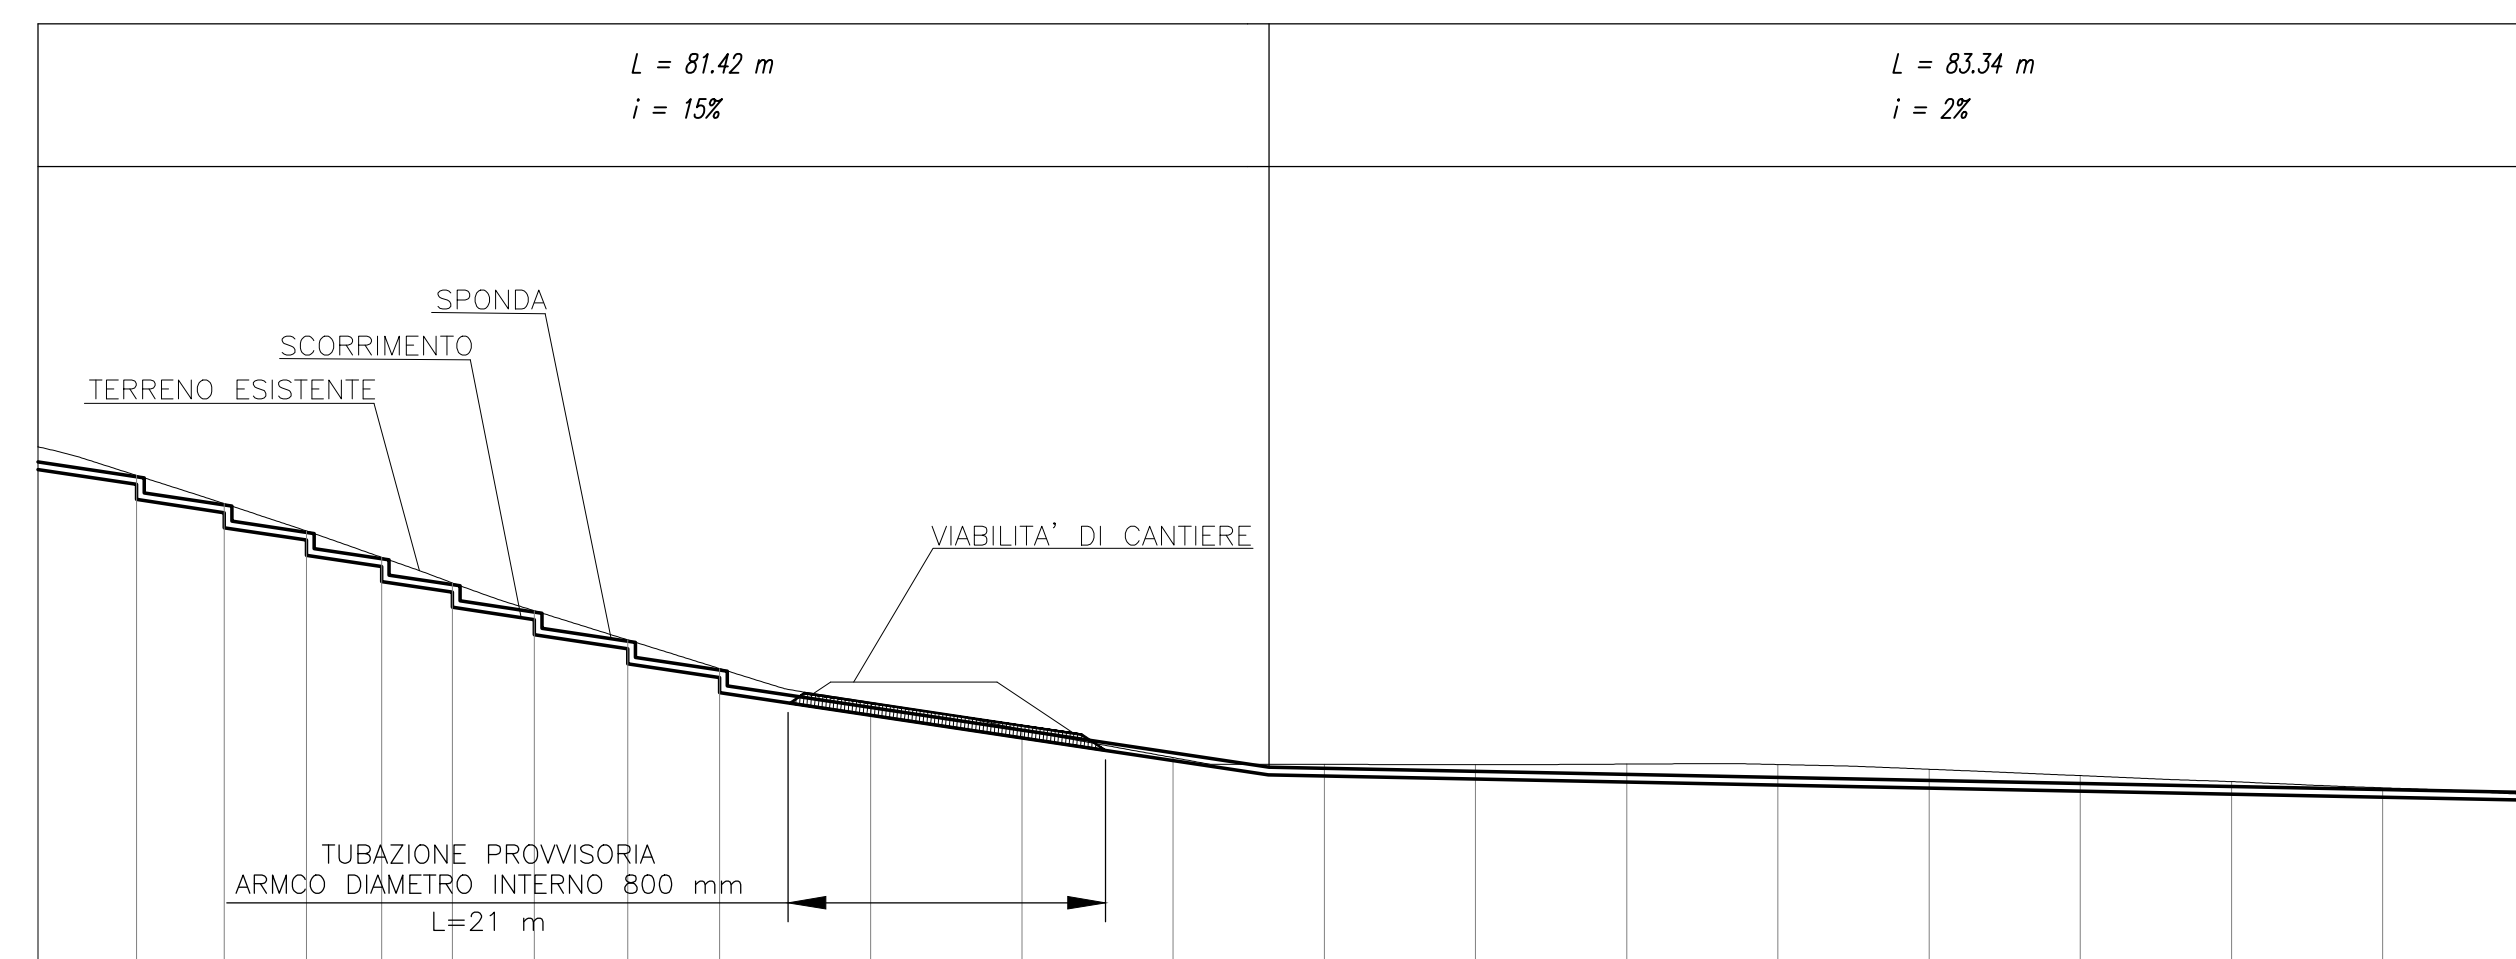 L = 81.42 m
i = 15%
L = 83.34 m
i = 2%
SPONDA
SCORRIMENTO
TERRENO ESISTENTE
VIABILITA' DI CANTIERE
TUBAZIONE PROVVISORIA
ARMCO DIAMETRO INTERNO 800 mm
L=21 m